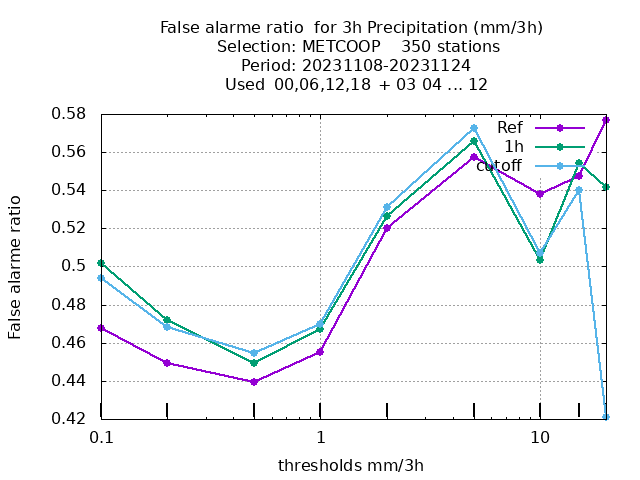 False alarme ratio  for 3h Precipitation (mm/3h)
Selection: METCOOP    350 stations
Period: 20231108-20231124
Used  00,06,12,18  + 03 04 ... 12
0.58
0.56
0.54
0.52
0.5
0.48
0.46
0.44
0.42
False alarme ratio
Ref
1h
cutoff
0.1
1
10
thresholds mm/3h